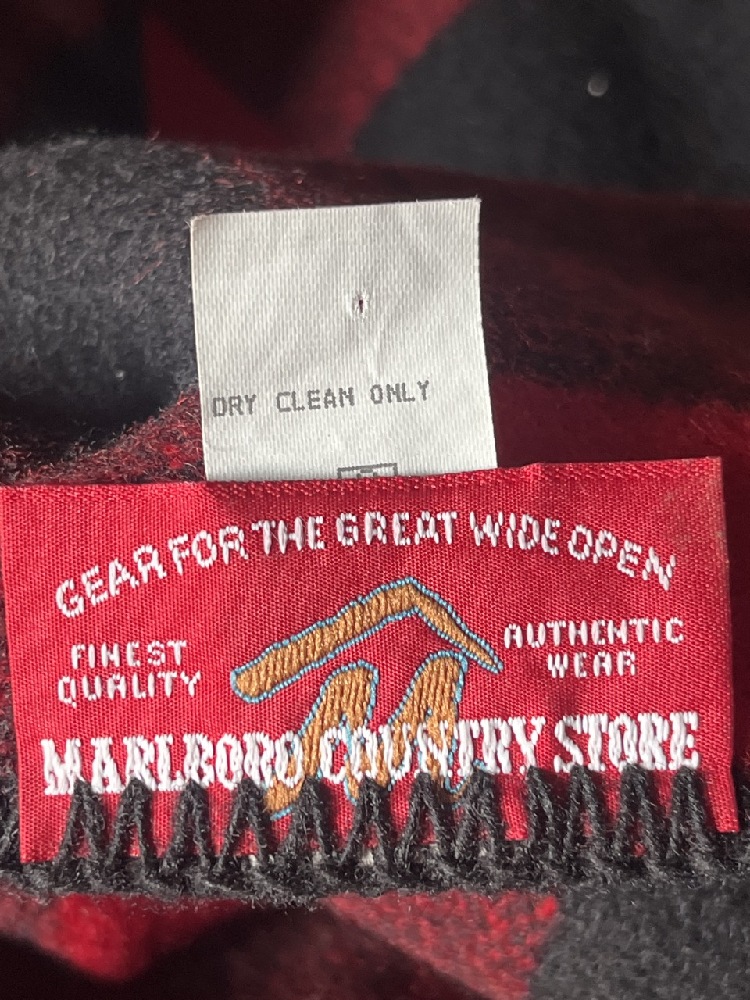 DRY CLEAN ONLY
GEAR FOR THE GREAT WIDE OPEN
FINEST
QUALITY
AUTHENTIC
WEAR
MARLBORO COUNTRY STORE